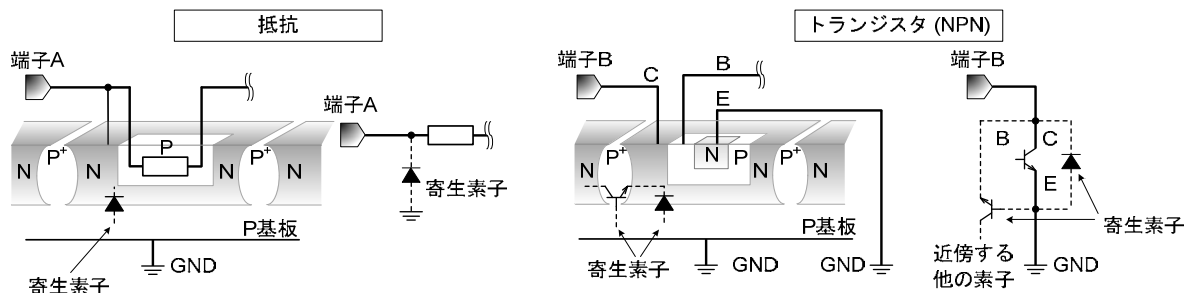 抵抗
トランジスタ (NPN)
端子A
端子A
P
N
P+
N
P+
N
寄生素子
P基板
寄生素子
GND
端子B
C
B
E
N
P+
N
N
P
P+
N
P基板
寄生素子
GND
GND
端子B
B
C
E
寄生素子
近傍する
他の素子
GND